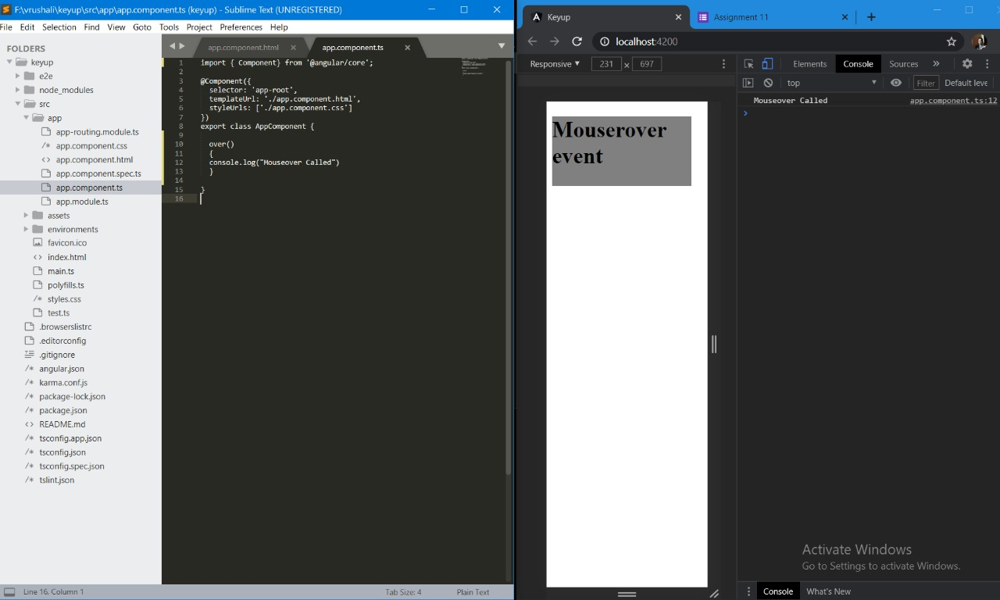 F:\vrushali\keyup\src\app\app.component.ts (keyup) - Sublime Text (UNREGISTERED)
File Edit Selection Find View Goto Tools Project Preferences Help
FOLDERS
keyup
e2e
node_modules
src
app
app-routing.module.ts
app.component.css
app.component.html
app.component.spec.ts
app.component.ts
app.module.ts
assets
environments
favicon.ico
index.html
main.ts
polyfills.ts
styles.css
test.ts
.browserslistrc
.editorconfig
.gitignore
angular.json
karma.conf.js
package-lock.json
package.json
README.md
tsconfig.app.json
tsconfig.json
tsconfig.spec.json
tslint.json
app.component.html
app.component.ts
1 import { Component} from '@angular/core';
2
3 @Component({
4 selector: 'app-root',
5 templateUrl: './app.component.html',
6 styleUrls: ['./app.component.css']
7 })
8 export class AppComponent {
9
10 over()
11 {
12 console.log("Mouseover Called")
13 }
14
15 }
16
Line 16, Column 1
Tab Size: 4
Plain Text
Keyup
Assignment 11
localhost:4200
Responsive 231 x 697
Mouserover
event
Elements Console Sources
top Filter Default leve
Mouseover Called app.component.ts:12
Activate Windows
Go to Settings to activate Windows.
Console What's New